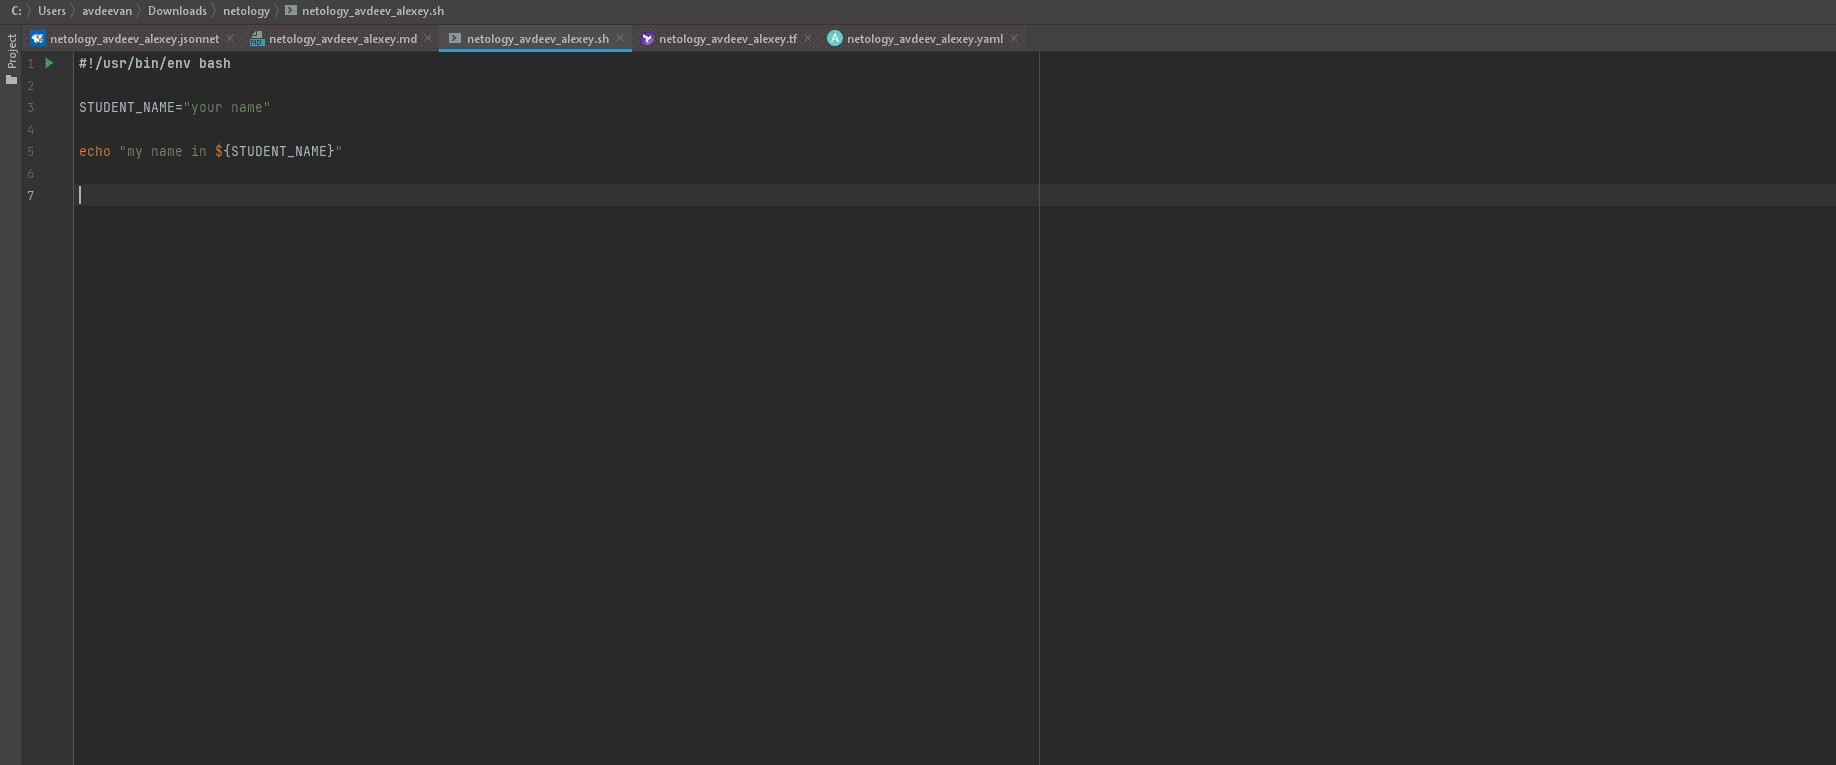 C: Users avdeevan Downloads netology netology_avdeev_alexey.sh
netology_avdeev_alexey.jsonnet netology_avdeev_alexey.md netology_avdeev_alexey.sh netology_avdeev_alexey.tf netology_avdeev_alexey.yaml
Project
1 #!/usr/bin/env bash
2
3 STUDENT_NAME="your name"
4
5 echo "my name in ${STUDENT_NAME}"
6
7